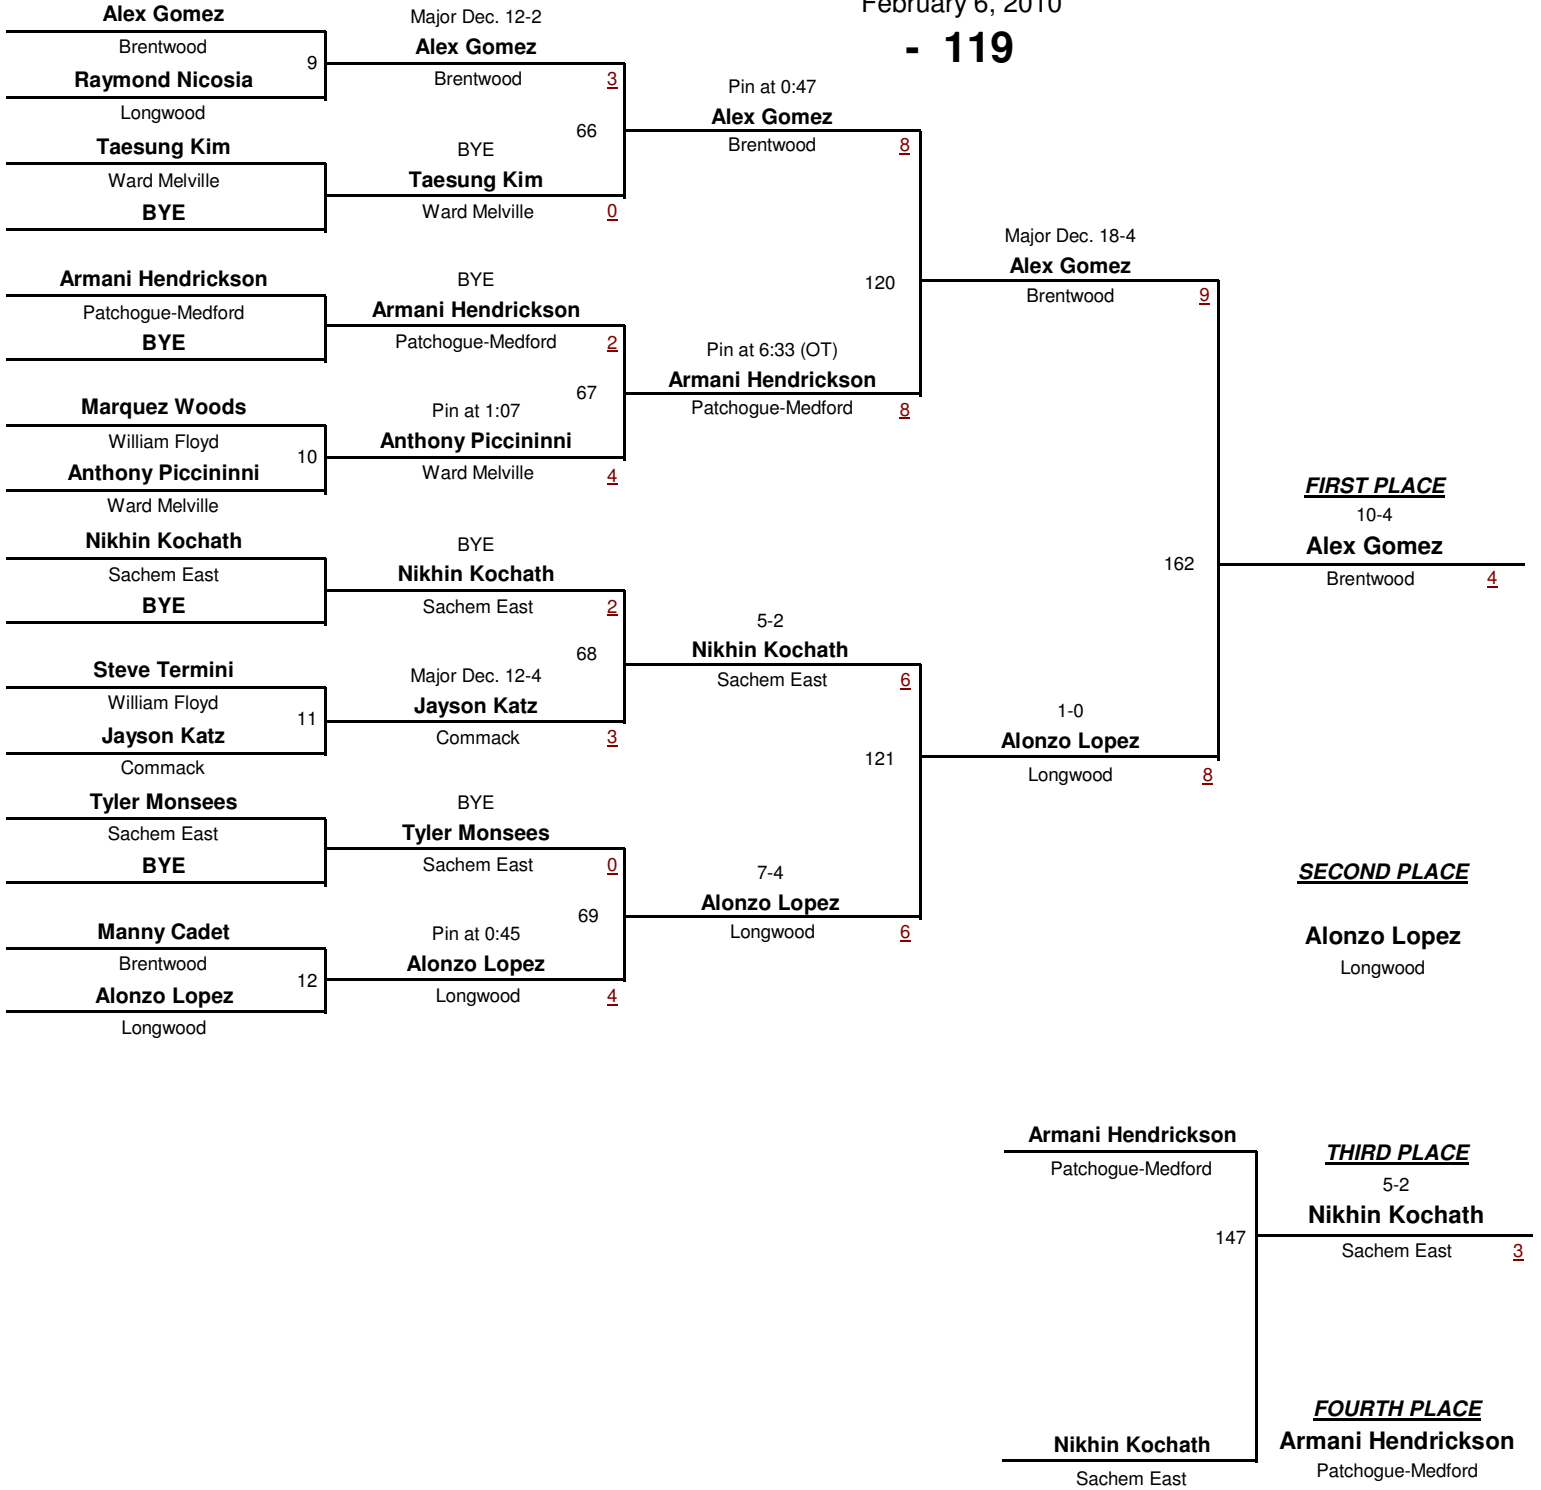 February 6, 2010
- 119
Alex Gomez
Brentwood
9
Raymond Nicosia
Longwood
Taesung Kim
Ward Melville
BYE
Armani Hendrickson
Patchogue-Medford
BYE
Marquez Woods
William Floyd
10
Anthony Piccininni
Ward Melville
Nikhin Kochath
Sachem East
BYE
Steve Termini
William Floyd
11
Jayson Katz
Commack
Tyler Monsees
Sachem East
BYE
Manny Cadet
Brentwood
12
Alonzo Lopez
Longwood
Major Dec. 12-2
Alex Gomez
Brentwood 3
66
BYE
Taesung Kim
Ward Melville 0
BYE
Armani Hendrickson
Patchogue-Medford 2
67
Pin at 1:07
Anthony Piccininni
Ward Melville 4
BYE
Nikhin Kochath
Sachem East 2
68
Major Dec. 12-4
Jayson Katz
Commack 3
BYE
Tyler Monsees
Sachem East 0
69
Pin at 0:45
Alonzo Lopez
Longwood 4
Pin at 0:47
Alex Gomez
Brentwood 8
120
Pin at 6:33 (OT)
Armani Hendrickson
Patchogue-Medford 8
5-2
Nikhin Kochath
Sachem East 6
121
7-4
Alonzo Lopez
Longwood 6
Major Dec. 18-4
Alex Gomez
Brentwood 9
162
1-0
Alonzo Lopez
Longwood 8
FIRST PLACE
10-4
Alex Gomez
Brentwood 4
SECOND PLACE
Alonzo Lopez
Longwood
Armani Hendrickson
Patchogue-Medford
147
Nikhin Kochath
Sachem East
THIRD PLACE
5-2
Nikhin Kochath
Sachem East 3
FOURTH PLACE
Armani Hendrickson
Patchogue-Medford